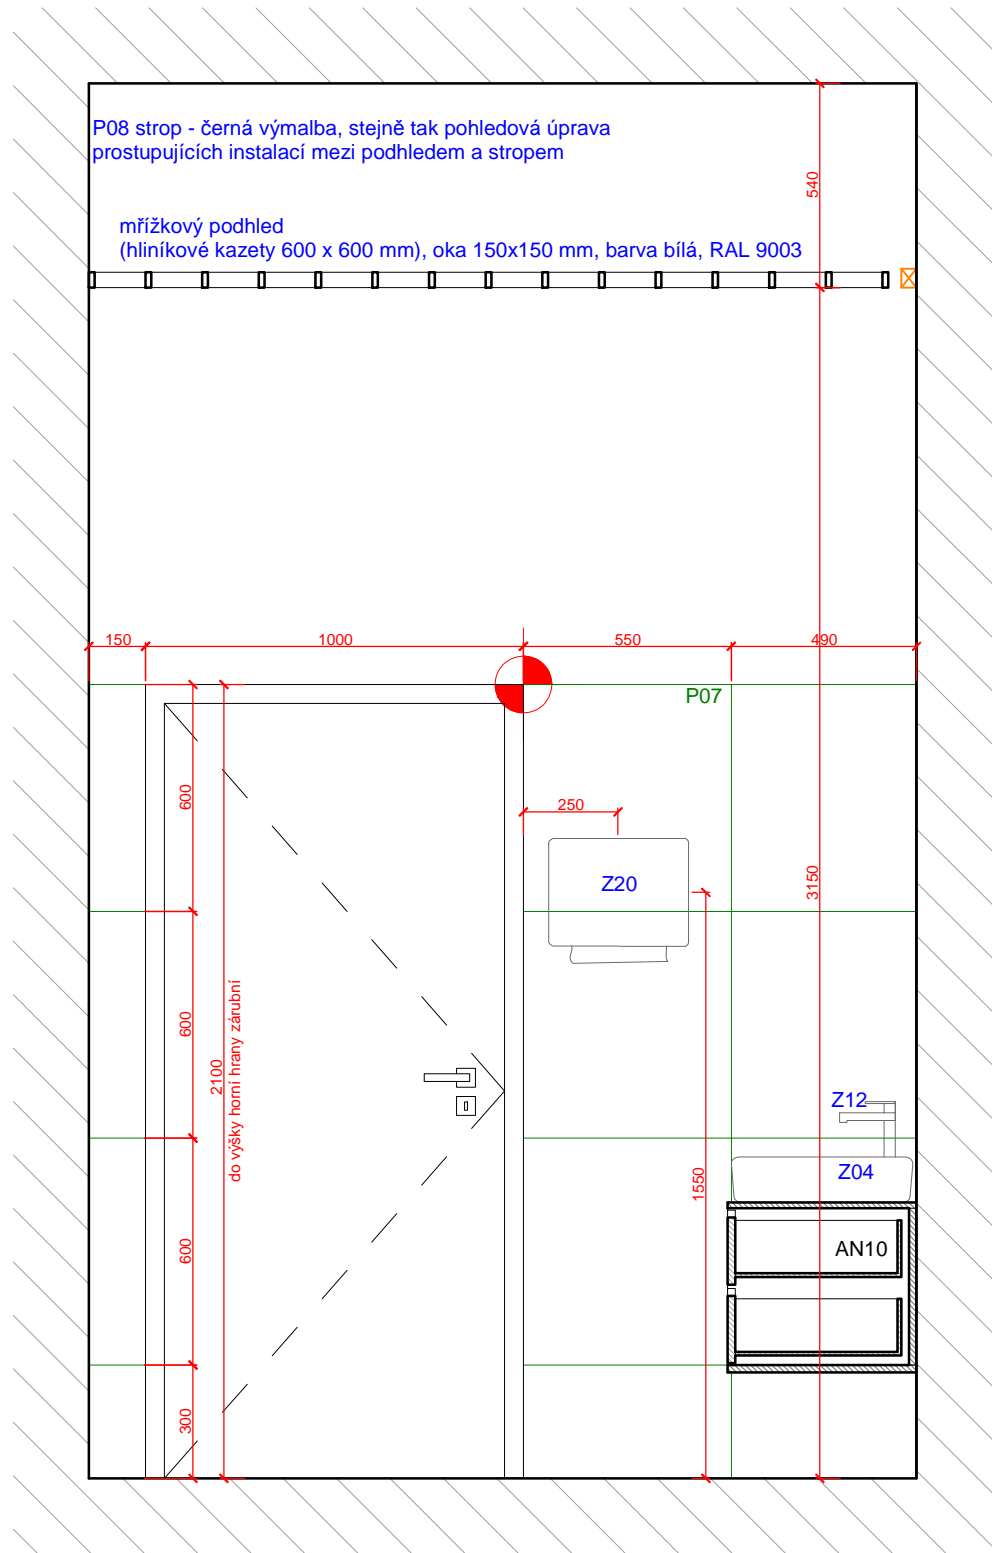 P08 strop - černá výmalba, stejně tak pohledová úprava
prostupujících instalací mezi podhledem a stropem
540
mřížkový podhled
(hliníkové kazety 600 x 600 mm), oka 150x150 mm, barva bílá, RAL 9003
150
1000
550
490
P07
600
250
Z20
3150
600
2100
do výšky horní hrany zárubní
Z12
Z04
1550
600
AN10
300